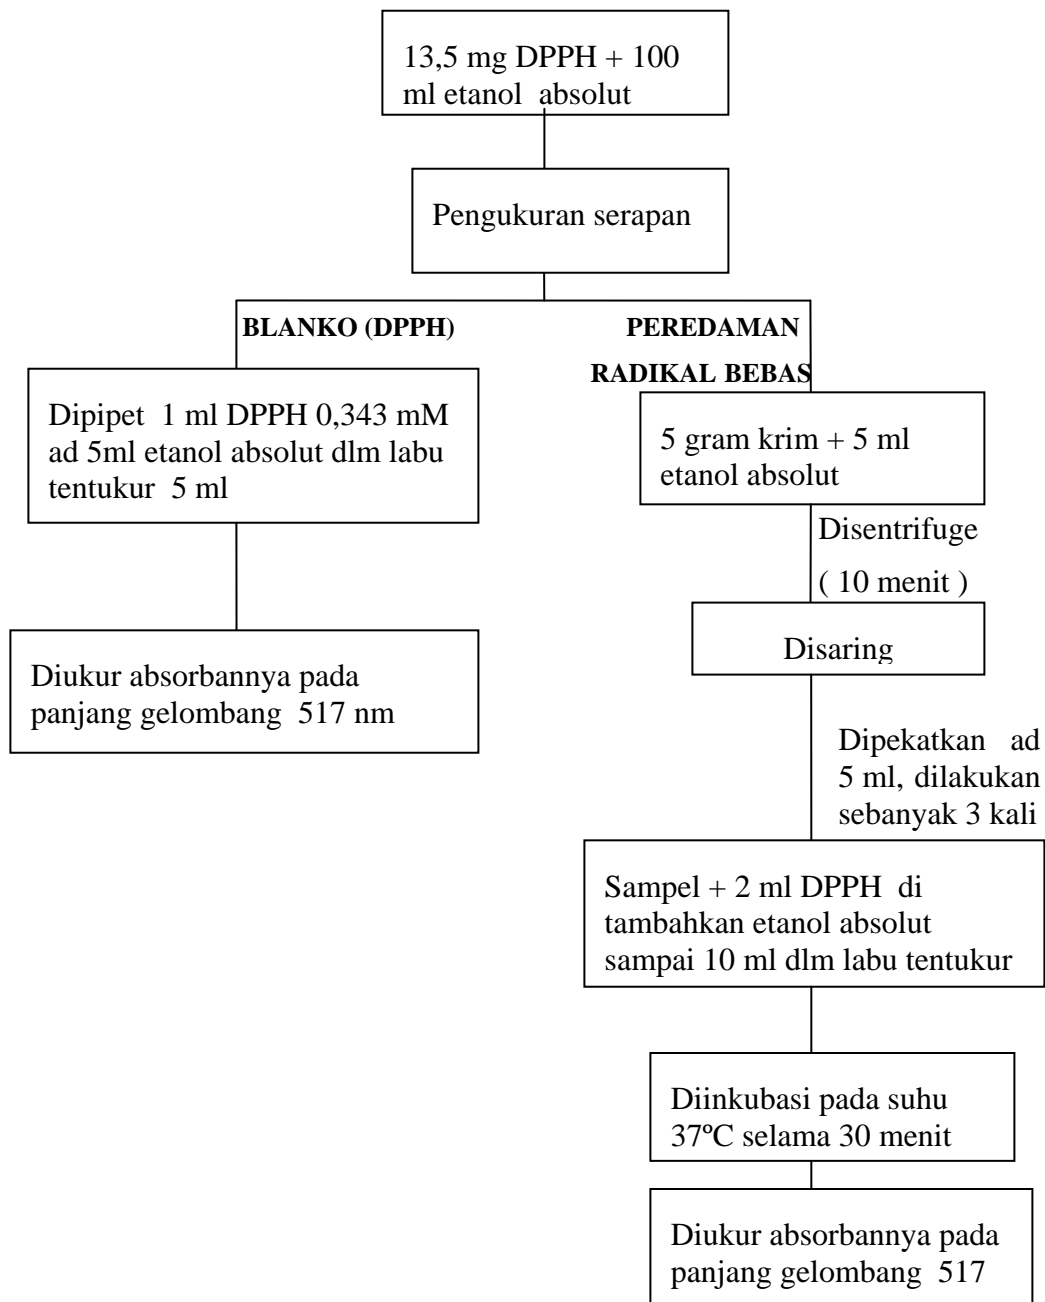 13,5 mg DPPH + 100
ml etanol absolut
Pengukuran serapan
BLANKO (DPPH)
Dipipet 1 ml DPPH 0,343 mM
ad 5ml etanol absolut dlm labu
tentukur 5 ml
Diukur absorbannya pada
panjang gelombang 517 nm
PEREDAMAN
RADIKAL BEBAS
5 gram krim + 5 ml
etanol absolut
Disentrifuge
( 10 menit )
Disaring
Dipekatkan ad
5 ml, dilakukan
sebanyak 3 kali
Sampel + 2 ml DPPH di
tambahkan etanol absolut
sampai 10 ml dlm labu tentukur
Diinkubasi pada suhu
37ºC selama 30 menit
Diukur absorbannya pada
panjang gelombang 517